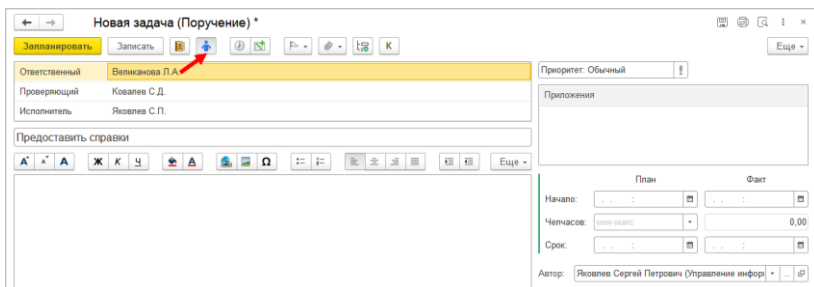 Новая задача (Поручение) *
Запланировать Записать К Еще
Ответственный Великанова Л.А.
Проверяющий Ковалев С.Д.
Исполнитель Яковлев С.П.
Приоритет: Обычный
Приложения
Предоставить справки
А А А Ж К Ч А Ω Еще
План Факт
Начало: . . : . . :
Челчасов: мин-макс 0,00
Срок: . . : . . :
Автор: Яковлев Сергей Петрович (Управление инфор